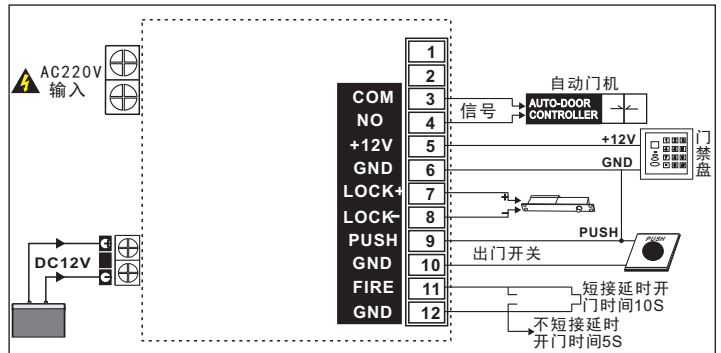 AC220V
输入
DC12V
COM
NO
+12V
GND
LOCK+
LOCK-
PUSH
GND
FIRE
GND
1
2
3
4
5
6
7
8
9
10
11
12
信号
自动门机
AUTO-DOOR
CONTROLLER
+12V
GND
门禁盘
+
-
PUSH
出门开关
PUSH
短接延时开
门时间10S
不短接延时
开门时间5S